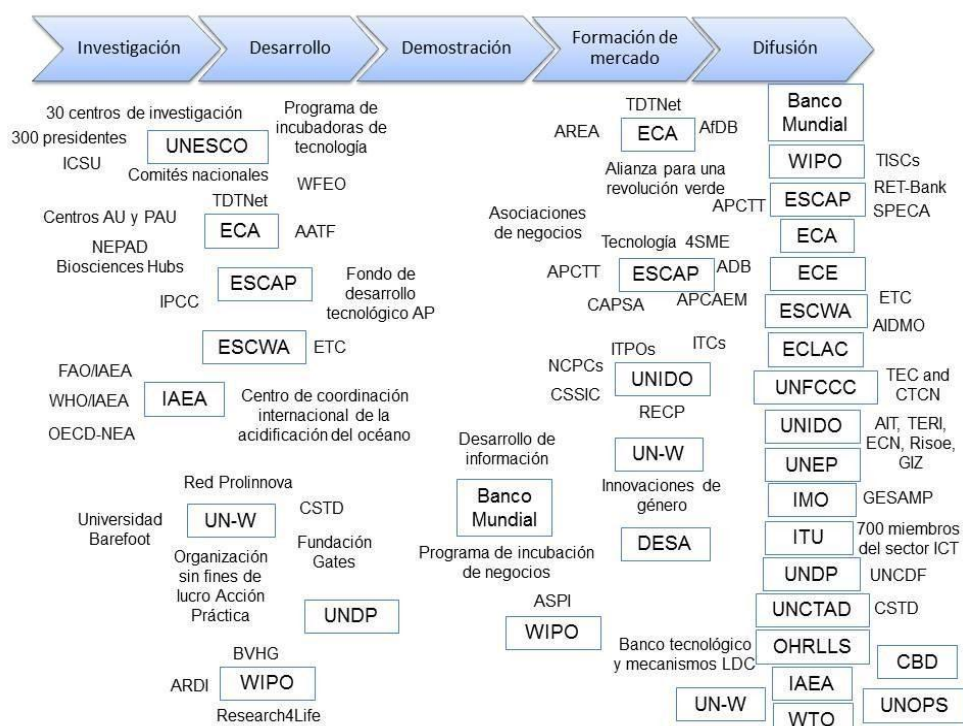 Investigación
Desarrollo
Demostración
Formación de
mercado
Difusión
30 centros de investigación
300 presidentes
ICSU
UNESCO
Comités nacionales
Programa de
incubadoras de
tecnología
WFEO
TDTNet
Centros AU y PAU
ECA
AATF
NEPAD
Biosciences Hubs
ESCAP
IPCC
Fondo de
desarrollo
tecnológico AP
ESCWA
ETC
FAO/IAEA
WHO/IAEA
OECD-NEA
IAEA
Centro de coordinación
internacional de la
acidificación del océano
Red Prolinnova
Universidad
Barefoot
UN-W
CSTD
Organización
sin fines de
lucro Acción
Práctica
Fundación
Gates
UNDP
BVHG
ARDI
WIPO
Research4Life
Desarrollo de
información
Banco
Mundial
Programa de incubación
de negocios
ASPI
WIPO
TDTNet
AREA
ECA
AfDB
Alianza para una
revolución verde
Asociaciones
de negocios
Tecnología 4SME
APCTT
ESCAP
ADB
CAPSA
APCAEM
ITPOs
ITCs
NCPCs
CSSIC
UNIDO
RECP
UN-W
Innovaciones de
género
DESA
Banco
Mundial
WIPO
TISCs
APCTT
ESCAP
RET-Bank
SPECA
ECA
ECE
ESCWA
ETC
AIDMO
ECLAC
UNFCCC
TEC and
CTCN
UNIDO
AIT, TERI,
ECN, Risoe,
GIZ
UNEP
IMO
GESAMP
ITU
700 miembros
del sector ICT
UNDP
UNCDF
UNCTAD
CSTD
Banco tecnológico
y mecanismos LDC
OHRLLS
CBD
IAEA
UN-W
UNOPS
WTO